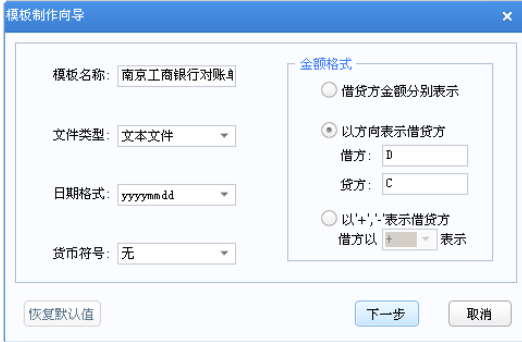 模板制作向导
模板名称: 南京工商银行对账单
文件类型: 文本文件
日期格式: yyyymmdd
货币符号: 无
金额格式
借贷方金额分别表示
以方向表示借贷方
借方: D
贷方: C
以'+','-'表示借贷方
借方以 + 表示
恢复默认值
下一步
取消